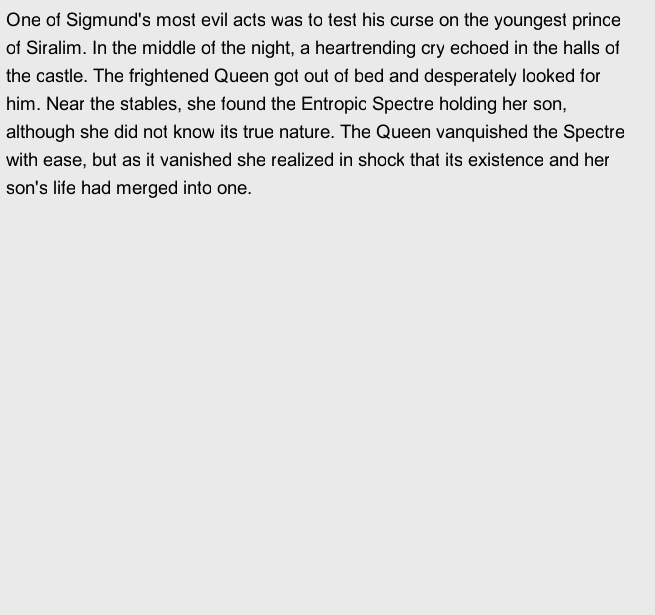 One of Sigmund's most evil acts was to test his curse on the youngest prince
of Siralim. In the middle of the night, a heartrending cry echoed in the halls of
the castle. The frightened Queen got out of bed and desperately looked for
him. Near the stables, she found the Entropic Spectre holding her son,
although she did not know its true nature. The Queen vanquished the Spectre
with ease, but as it vanished she realized in shock that its existence and her
son's life had merged into one.